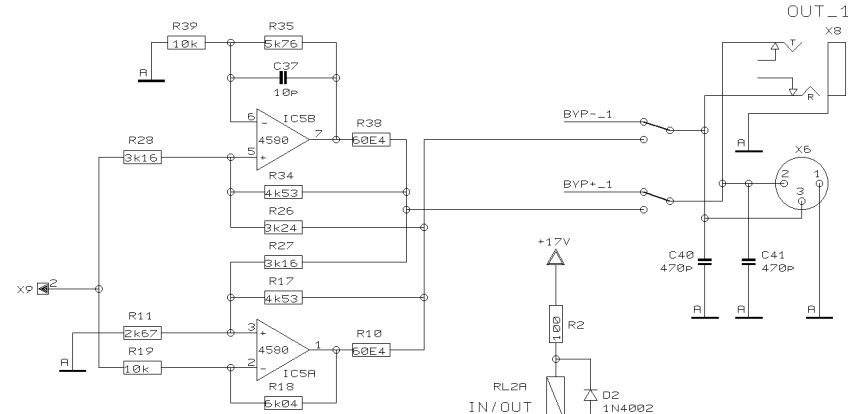 OUT_1
R39
R35
X8
10k
5k76
T
A
C37
10p
R
6
IC5B
BYP-_1
R28
4580
7
R38
60E4
A
X6
5
3k16
R34
BYP+_1
2
1
4k53
3
R26
3k24
R27
+17V
3k16
C40
470p
C41
470p
X9
2
R17
4k53
R11
A
A
A
2k67
3
R2
100
R19
4580
1
R10
60E4
A
10k
2
IC5A
R18
RL2A
D2
6k04
IN/OUT
1N4002